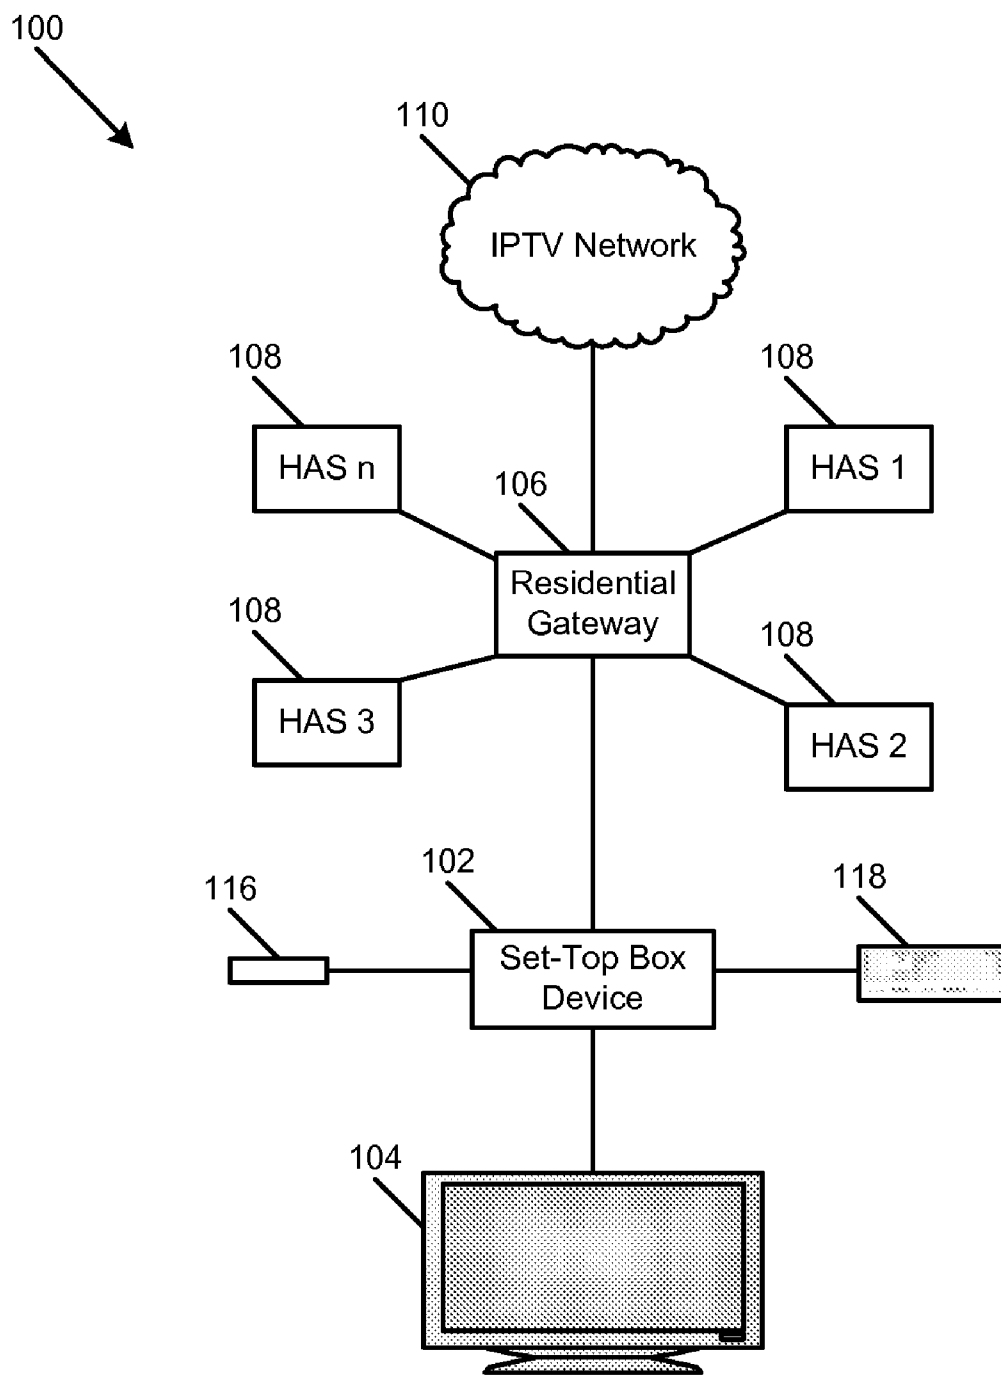 100
110
IPTV Network
108
108
HAS n
HAS 1
106
Residential
Gateway
108
108
HAS 3
HAS 2
102
116
118
Set-Top Box
Device
104